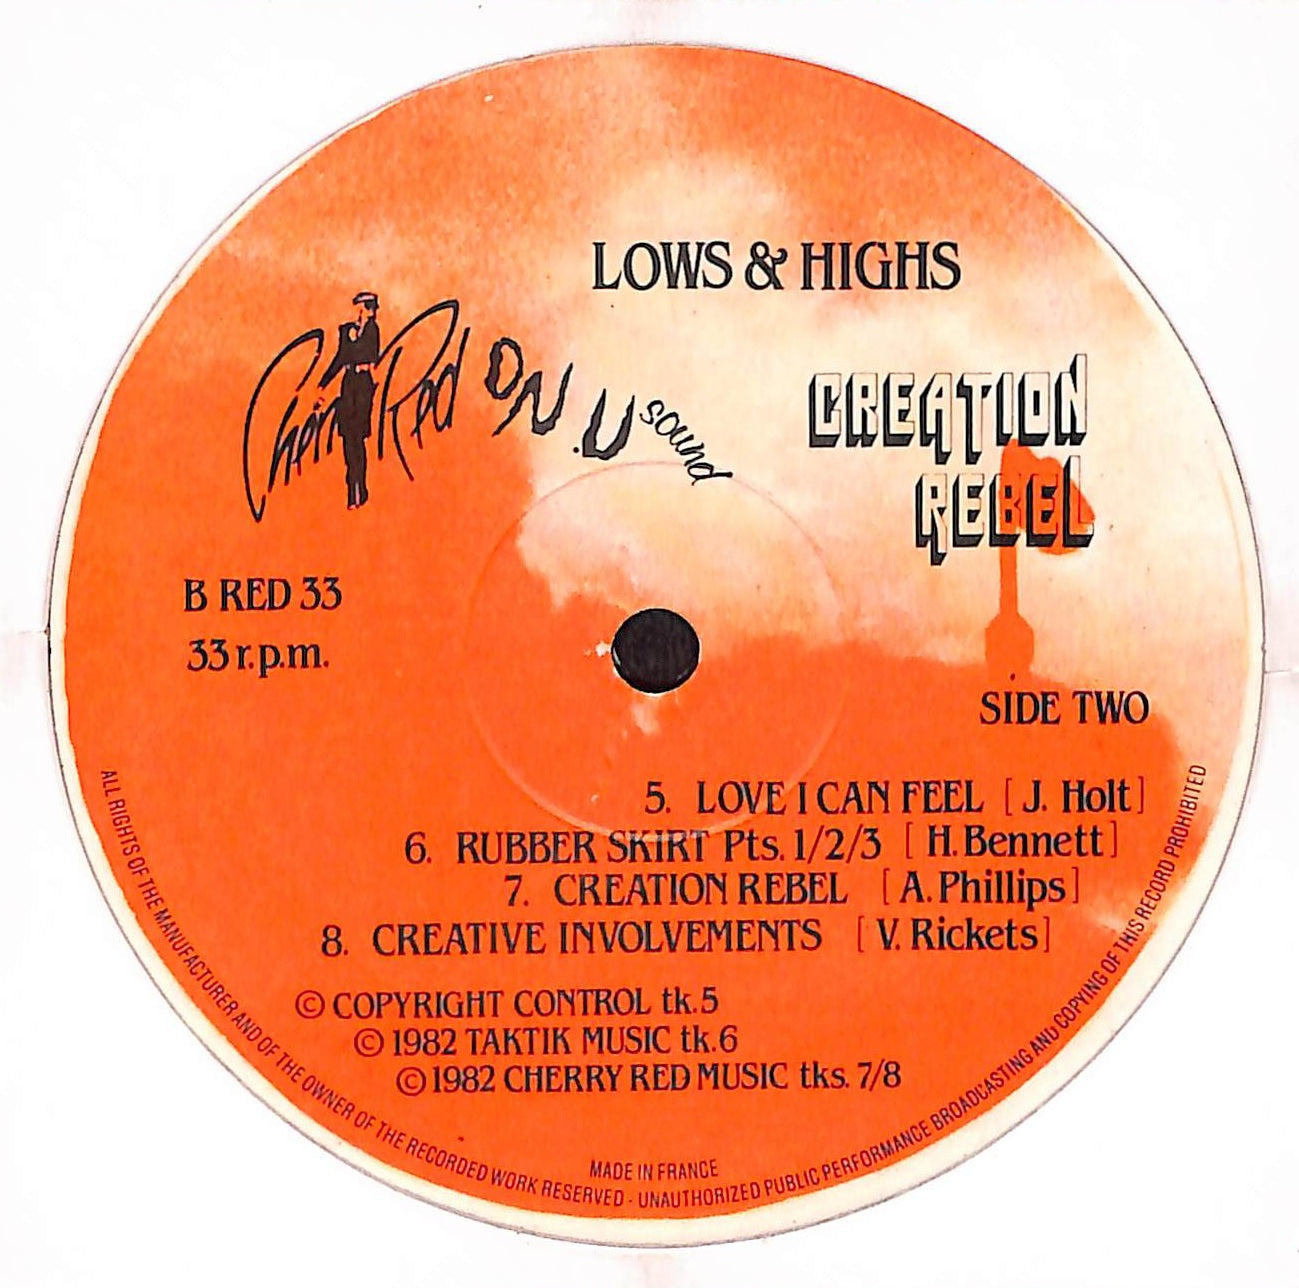 LOWS & HIGHS
Cherry Red ON.U sound
CREATION
REBEL
B RED 33
33 r.p.m.
SIDE TWO
5. LOVE I CAN FEEL [ J. Holt ]
6. RUBBER SKIRT Pts. 1/2/3 [ H. Bennett ]
7. CREATION REBEL [ A. Phillips ]
8. CREATIVE INVOLVEMENTS [ V. Rickets ]
© COPYRIGHT CONTROL tk.5
© 1982 TAKTIK MUSIC tk.6
© 1982 CHERRY RED MUSIC tks. 7/8
MADE IN FRANCE
ALL RIGHTS OF THE MANUFACTURER AND OF THE OWNER OF THE RECORDED WORK RESERVED - UNAUTHORIZED PUBLIC PERFORMANCE BROADCASTING AND COPYING OF THIS RECORD PROHIBITED